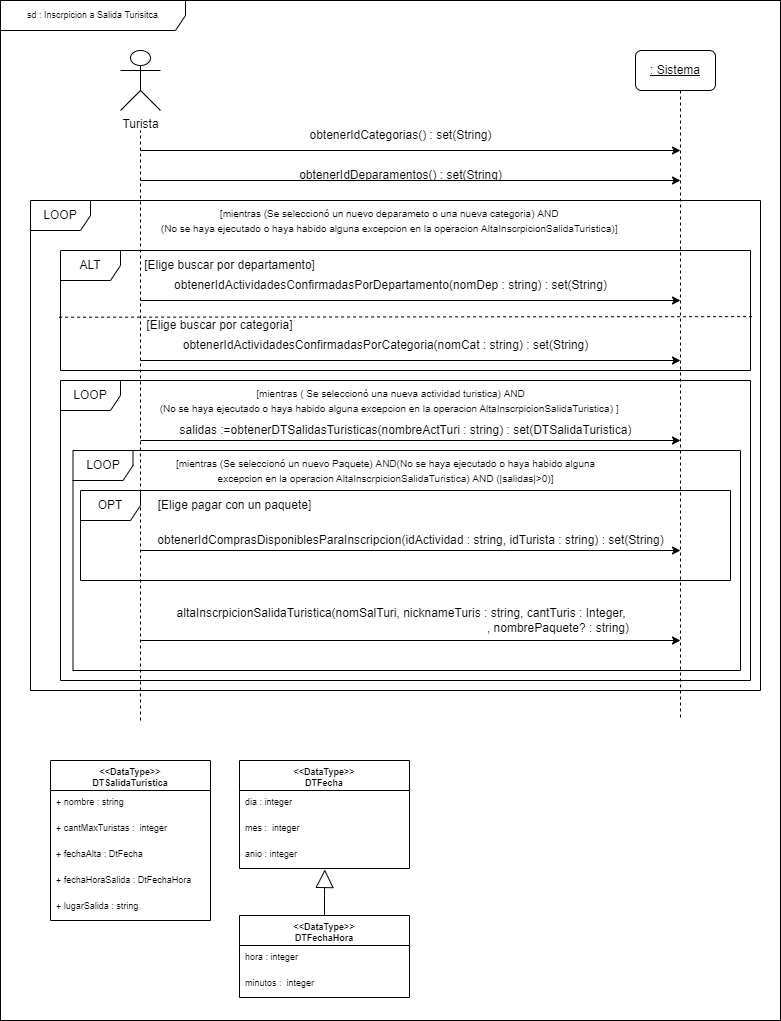 sd : Inscrpicion a Salida Turisitca
: Sistema
Turista
obtenerIdCategorias() : set(String)
obtenerIdDeparamentos() : set(String)
LOOP
[mientras (Se seleccionó un nuevo deparameto o una nueva categoria) AND
(No se haya ejecutado o haya habido alguna excepcion en la operacion AltaInscrpicionSalidaTuristica)]
ALT
[Elige buscar por departamento]
obtenerIdActividadesConfirmadasPorDepartamento(nomDep : string) : set(String)
[Elige buscar por categoria]
obtenerIdActividadesConfirmadasPorCategoria(nomCat : string) : set(String)
LOOP
[mientras ( Se seleccionó una nueva actividad turistica) AND
(No se haya ejecutado o haya habido alguna excepcion en la operacion AltaInscrpicionSalidaTuristica) ]
salidas :=obtenerDTSalidasTuristicas(nombreActTuri : string) : set(DTSalidaTuristica)
LOOP
[mientras (Se seleccionó un nuevo Paquete) AND(No se haya ejecutado o haya habido alguna
excepcion en la operacion AltaInscrpicionSalidaTuristica) AND (|salidas|>0)]
OPT
[Elige pagar con un paquete]
obtenerIdComprasDisponiblesParaInscripcion(idActividad : string, idTurista : string) : set(String)
altaInscrpicionSalidaTuristica(nomSalTuri, nicknameTuris : string, cantTuris : Integer,
, nombrePaquete? : string)
<<DataType>>
DTSalidaTuristica
+ nombre : string
+ cantMaxTuristas : integer
+ fechaAlta : DtFecha
+ fechaHoraSalida : DtFechaHora
+ lugarSalida : string
<<DataType>>
DTFecha
dia : integer
mes : integer
anio : integer
<<DataType>>
DTFechaHora
hora : integer
minutos : integer